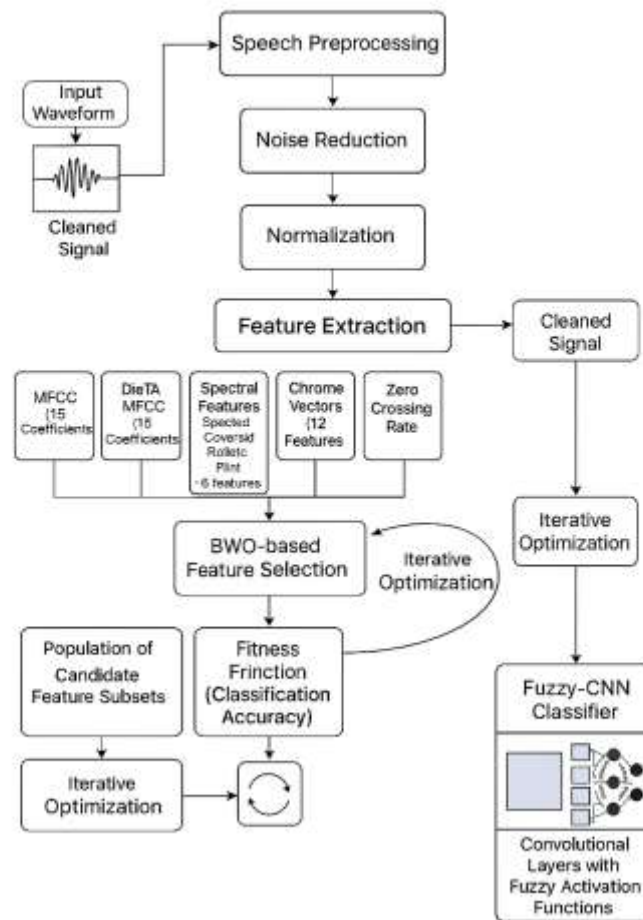 Speech Preprocessing
Input
Waveform
Noise Reduction
Cleaned
Signal
Normalization
Feature Extraction
Cleaned
Signal
MFCC
(15
Coefficients
DieTA
MFCC
(15
Coefficients
Spectral
Features
Spected
Coversid
Rolletc
Plint
-6 features
Chrome
Vectors
(12
Features
Zero
Crossing
Rate
BWO-based
Feature Selection
Iterative
Optimization
Iterative
Optimization
Population of
Candidate
Feature Subsets
Fitness
Frinction
(Classification
Accuracy)
Fuzzy-CNN
Classifier
Iterative
Optimization
Convolutional
Layers with
Fuzzy Activation
Functions